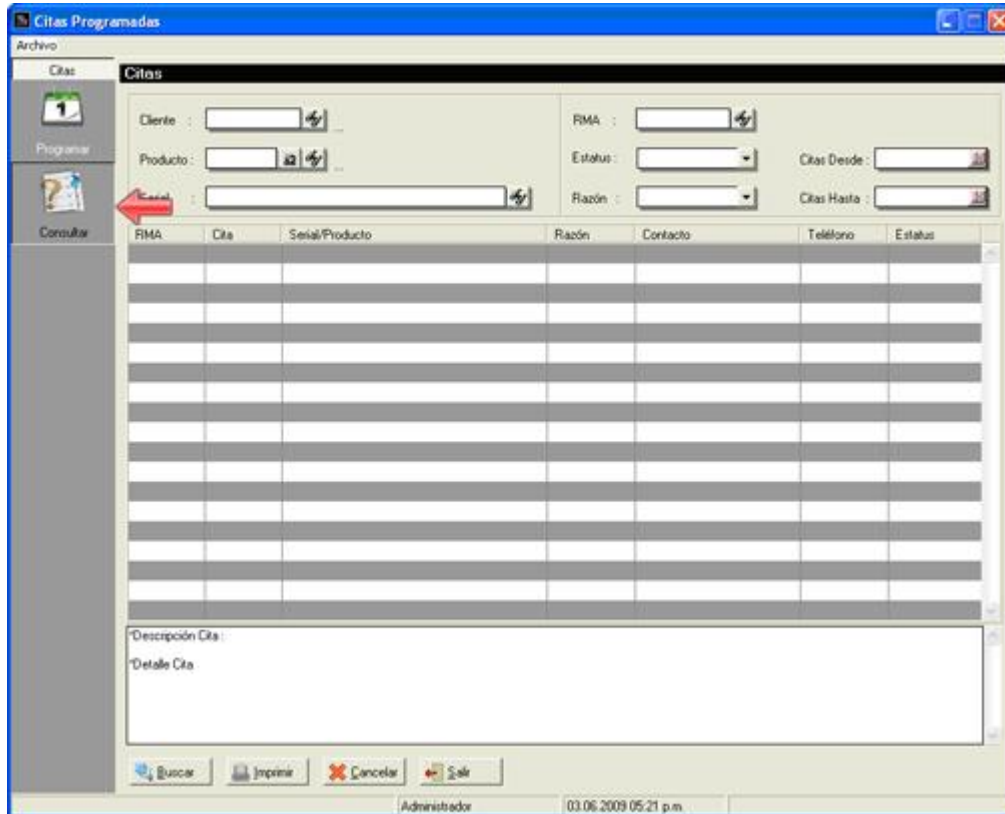 Citas Programadas
Archivo
Citas
Programar
Consultar
Citas
Cliente :
RMA :
Producto :
Estatus :
Citas Desde :
Serial :
Razón :
Citas Hasta :
RMA Cita Serial/Producto Razón Contacto Teléfono Estatus
*Descripción Cita :
*Detalle Cita
Buscar Imprimir Cancelar Salir
Administrador 03.06.2009 05:21 p.m.